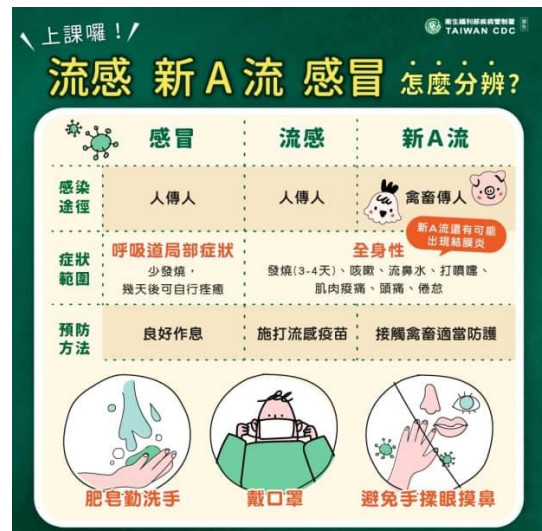 上課囉!
衛生福利部疾病管制署
TAIWAN CDC
流感 新A流 感冒 怎麼分辨?
感冒 流感 新A流
感染途徑 人傳人 人傳人 禽畜傳人
新A流還有可能
出現結膜炎
症狀範圍 呼吸道局部症狀 全身性
少發燒,
幾天後可自行痊癒
發燒(3-4天)、咳嗽、流鼻水、打噴嚏、
肌肉痠痛、頭痛、倦怠
預防方法 良好作息 施打流感疫苗 接觸禽畜適當防護
肥皂勤洗手 戴口罩 避免手揉眼摸鼻